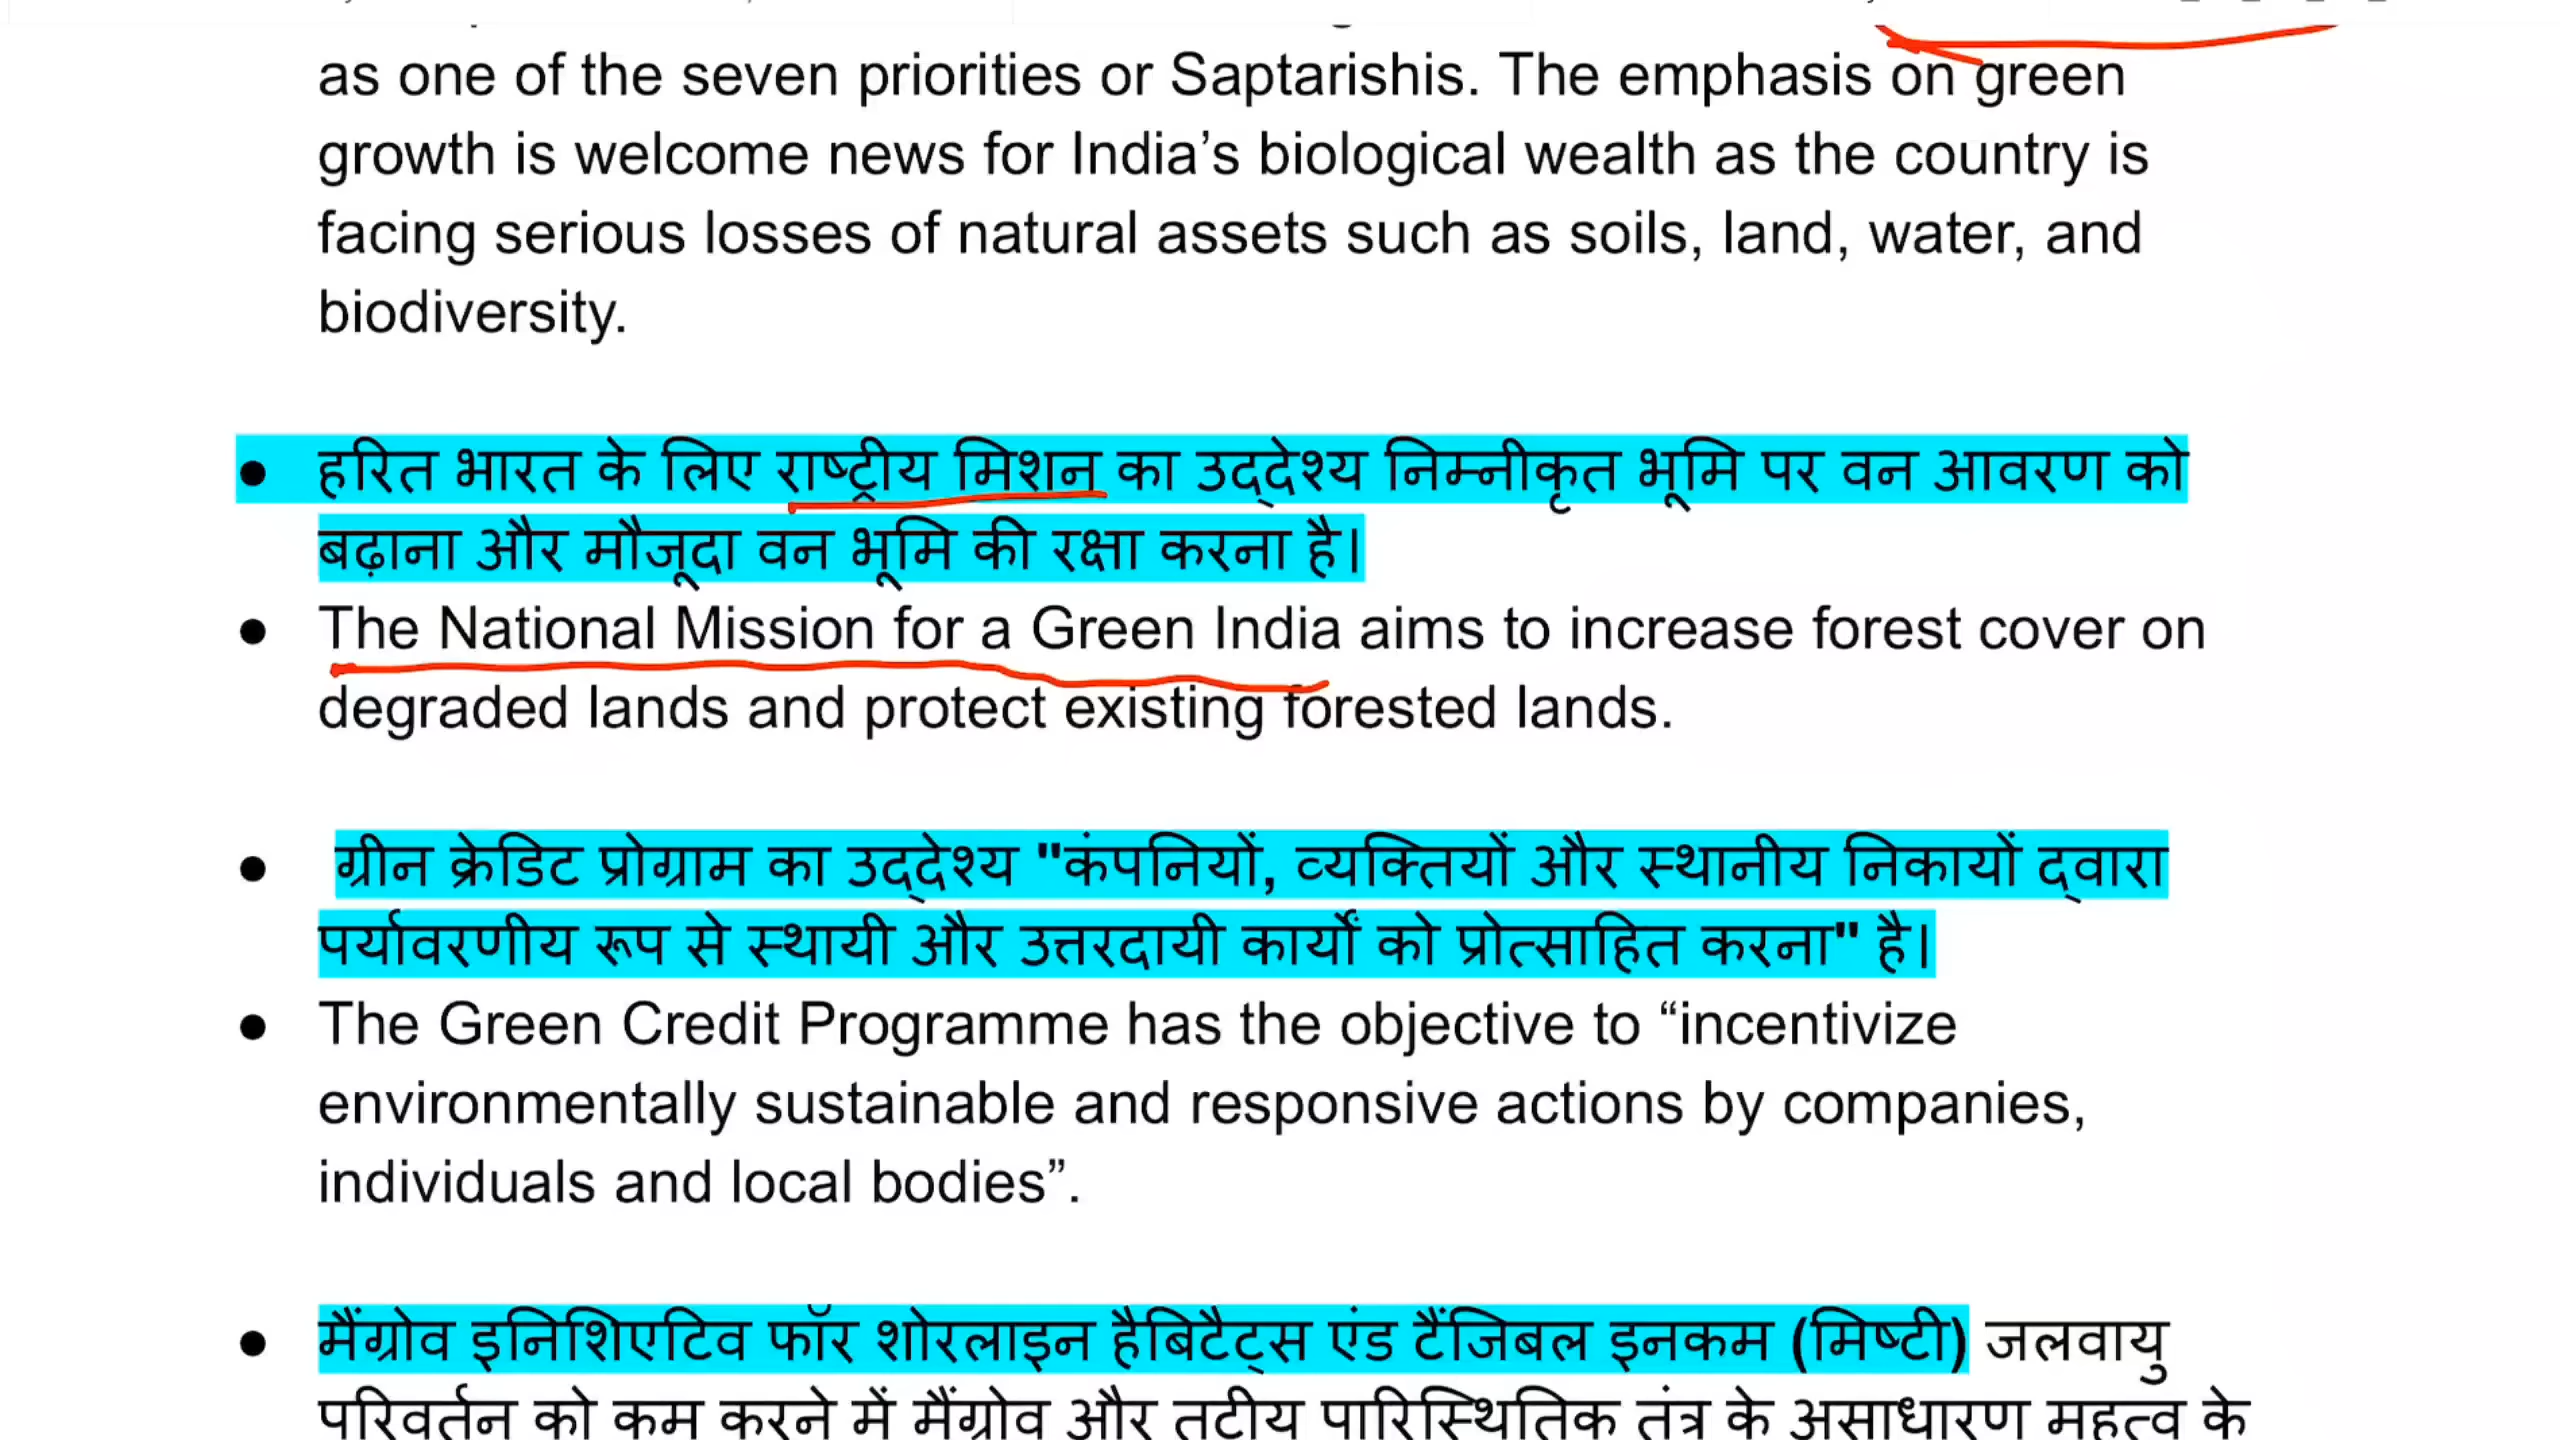 as one of the seven priorities or Saptarishis. The emphasis on green
growth is welcome news for India’s biological wealth as the country is
facing serious losses of natural assets such as soils, land, water, and
biodiversity.
● हरित भारत के लिए राष्ट्रीय मिशन का उद्देश्य निम्नीकृत भूमि पर वन आवरण को
बढ़ाना और मौजूदा वन भूमि की रक्षा करना है।
● The National Mission for a Green India aims to increase forest cover on
degraded lands and protect existing forested lands.
● ग्रीन क्रेडिट प्रोग्राम का उद्देश्य "कंपनियों, व्यक्तियों और स्थानीय निकायों द्वारा
पर्यावरणीय रूप से स्थायी और उत्तरदायी कार्यों को प्रोत्साहित करना" है।
● The Green Credit Programme has the objective to “incentivize
environmentally sustainable and responsive actions by companies,
individuals and local bodies”.
● मैंग्रोव इनिशिएटिव फॉर शोरलाइन हैबिटैट्स एंड टैंजिबल इनकम (मिष्टी) जलवायु
परिवर्तन को कम करने में मैंग्रोव और तटीय पारिस्थितिक तंत्र के असाधारण महत्व के